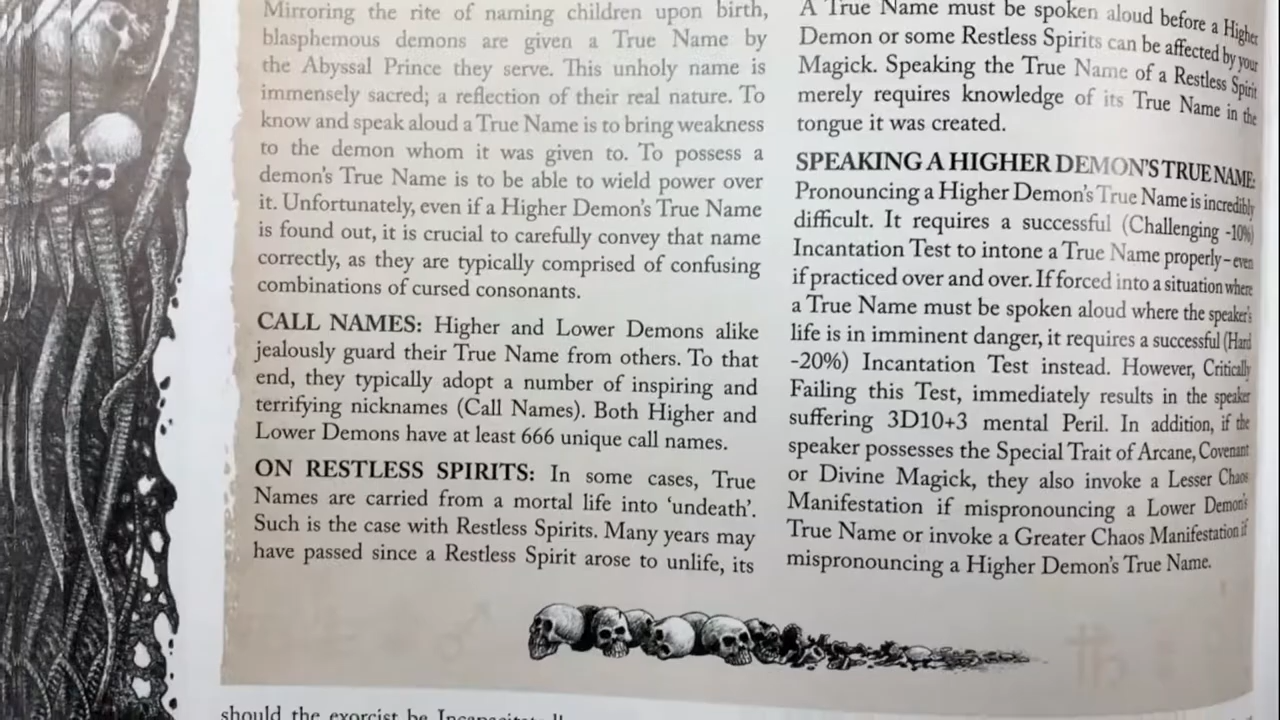 Mirroring the rite of naming children upon birth,
blasphemous demons are given a True Name by
the Abyssal Prince they serve. This unholy name is
immensely sacred; a reflection of their real nature. To
know and speak aloud a True Name is to bring weakness
to the demon whom it was given to. To possess a
demon's True Name is to be able to wield power over
it. Unfortunately, even if a Higher Demon's True Name
is found out, it is crucial to carefully convey that name
correctly, as they are typically comprised of confusing
combinations of cursed consonants.
CALL NAMES: Higher and Lower Demons alike
jealously guard their True Name from others. To that
end, they typically adopt a number of inspiring and
terrifying nicknames (Call Names). Both Higher and
Lower Demons have at least 666 unique call names.
ON RESTLESS SPIRITS: In some cases, True
Names are carried from a mortal life into 'undeath'.
Such is the case with Restless Spirits. Many years may
have passed since a Restless Spirit arose to unlife, its
A True Name must be spoken aloud before a Higher
Demon or some Restless Spirits can be affected by your
Magick. Speaking the True Name of a Restless Spirit
merely requires knowledge of its True Name in the
tongue it was created.
SPEAKING A HIGHER DEMON'S TRUE NAME:
Pronouncing a Higher Demon's True Name is incredibly
difficult. It requires a successful (Challenging -10%)
Incantation Test to intone a True Name properly – even
if practiced over and over. If forced into a situation where
a True Name must be spoken aloud where the speaker's
life is in imminent danger, it requires a successful (Hard
-20%) Incantation Test instead. However, Critically
Failing this Test, immediately results in the speaker
suffering 3D10+3 mental Peril. In addition, if the
speaker possesses the Special Trait of Arcane, Covenant
or Divine Magick, they also invoke a Lesser Chaos
Manifestation if mispronouncing a Lower Demon's
True Name or invoke a Greater Chaos Manifestation if
mispronouncing a Higher Demon's True Name.
should the exorcist be